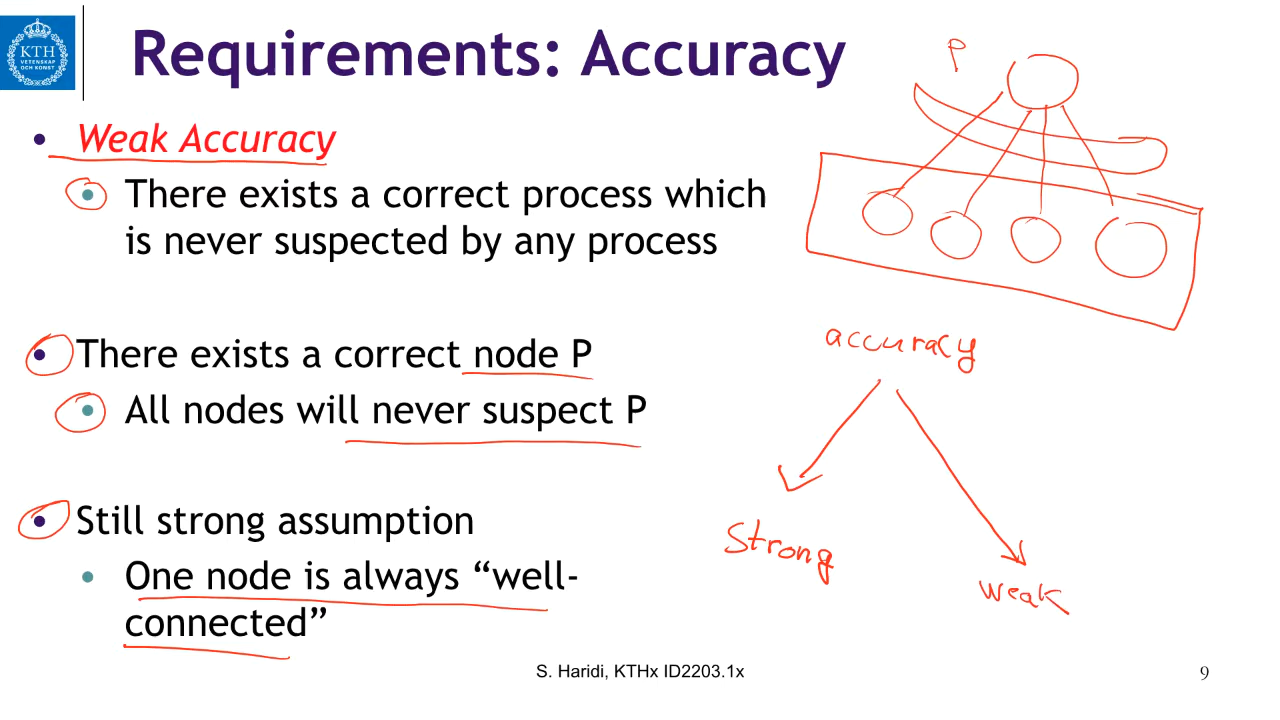 KTH
VETENSKAP
OCH KONST
Requirements: Accuracy
P
• Weak Accuracy
• There exists a correct process which
is never suspected by any process
• There exists a correct node P
• All nodes will never suspect P
• Still strong assumption
• One node is always “well-
connected”
accuracy
Strong
weak
S. Haridi, KTHx ID2203.1x
9